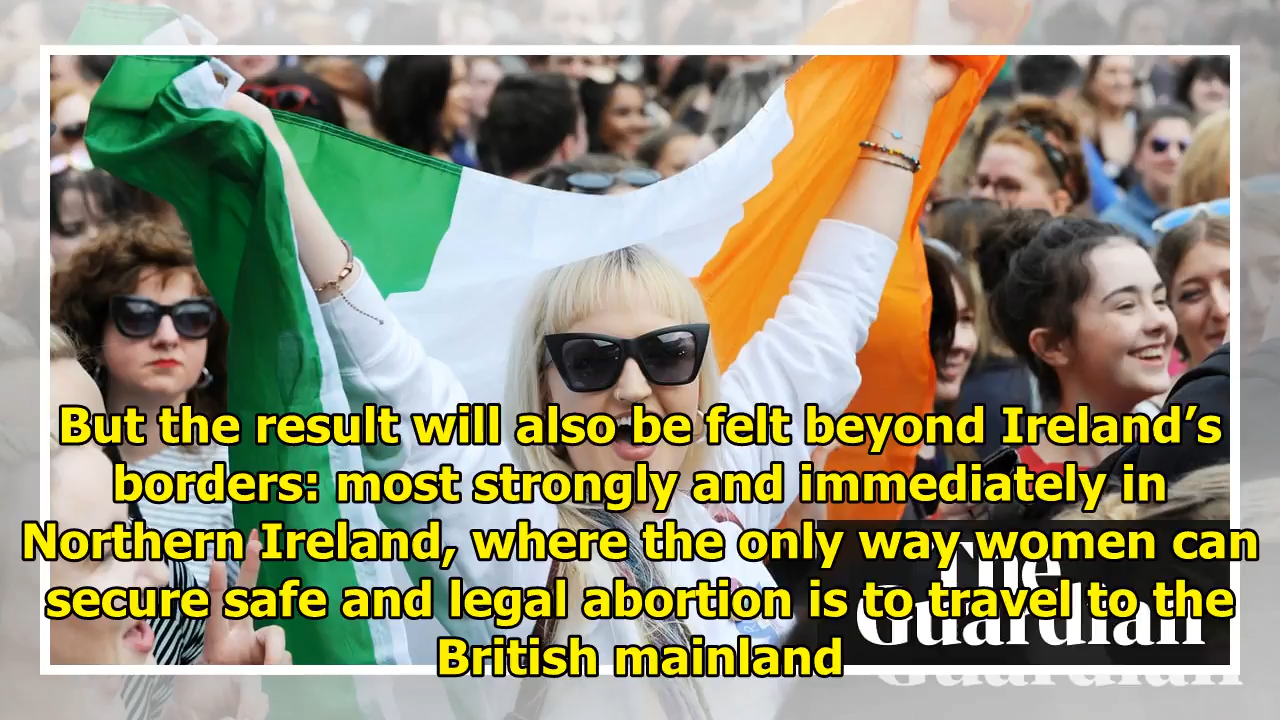 But the result will also be felt beyond Ireland’s
borders: most strongly and immediately in
Northern Ireland, where the only way women can
secure safe and legal abortion is to travel to the
British mainland
The
Guardian
Guardian